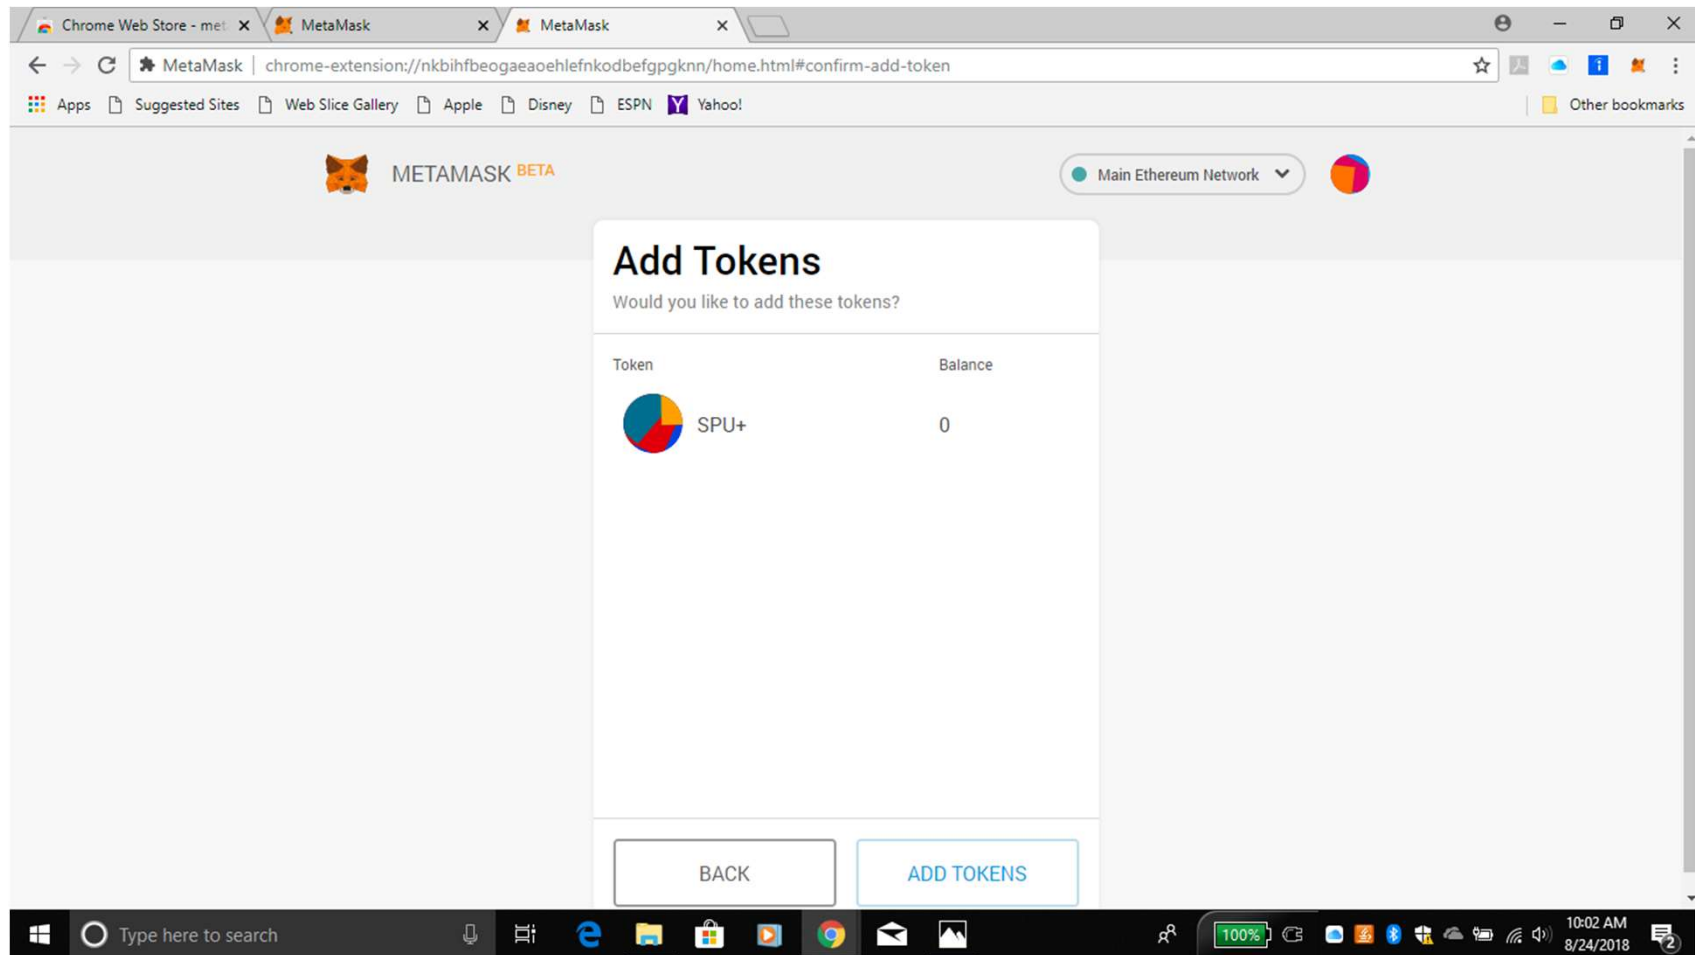 Chrome Web Store - met
MetaMask
MetaMask
MetaMask | chrome-extension://nkbihfbeogaeaoehlefnkodbefgpgknn/home.html#confirm-add-token
Apps Suggested Sites Web Slice Gallery Apple Disney ESPN Yahoo! Other bookmarks
METAMASK BETA
Main Ethereum Network
Add Tokens
Would you like to add these tokens?
Token Balance
SPU+ 0
BACK ADD TOKENS
Type here to search
100%
10:02 AM
8/24/2018
2